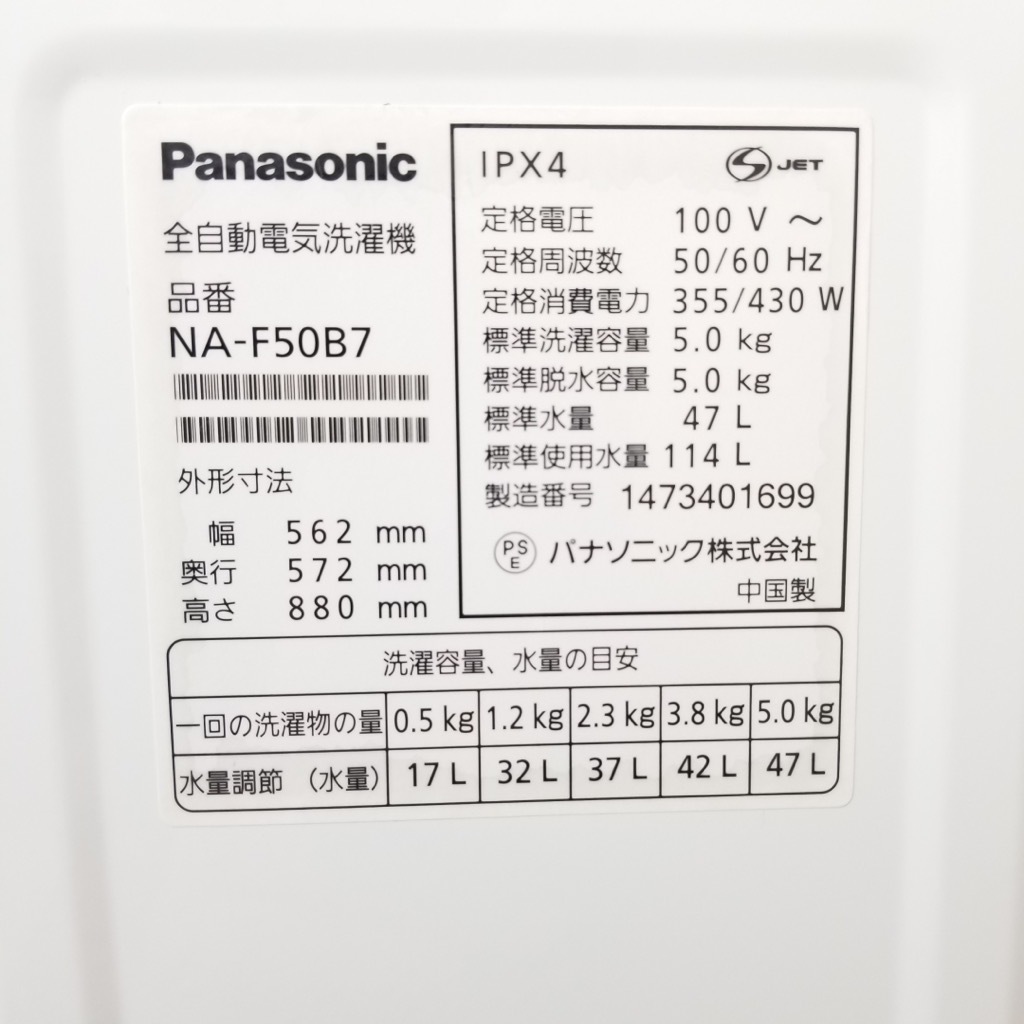 Panasonic
全自動電気洗濯機
品番
NA-F50B7
外形寸法
幅 562 mm
奥行 572 mm
高さ 880 mm
IPX4
S JET
定格電圧 100 V ～
定格周波数 50/60 Hz
定格消費電力 355/430 W
標準洗濯容量 5.0 kg
標準脱水容量 5.0 kg
標準水量 47 L
標準使用水量 114 L
製造番号 1473401699
PSE パナソニック株式会社
中国製
洗濯容量、水量の目安
一回の洗濯物の量 0.5 kg 1.2 kg 2.3 kg 3.8 kg 5.0 kg
水量調節 （水量） 17 L 32 L 37 L 42 L 47 L